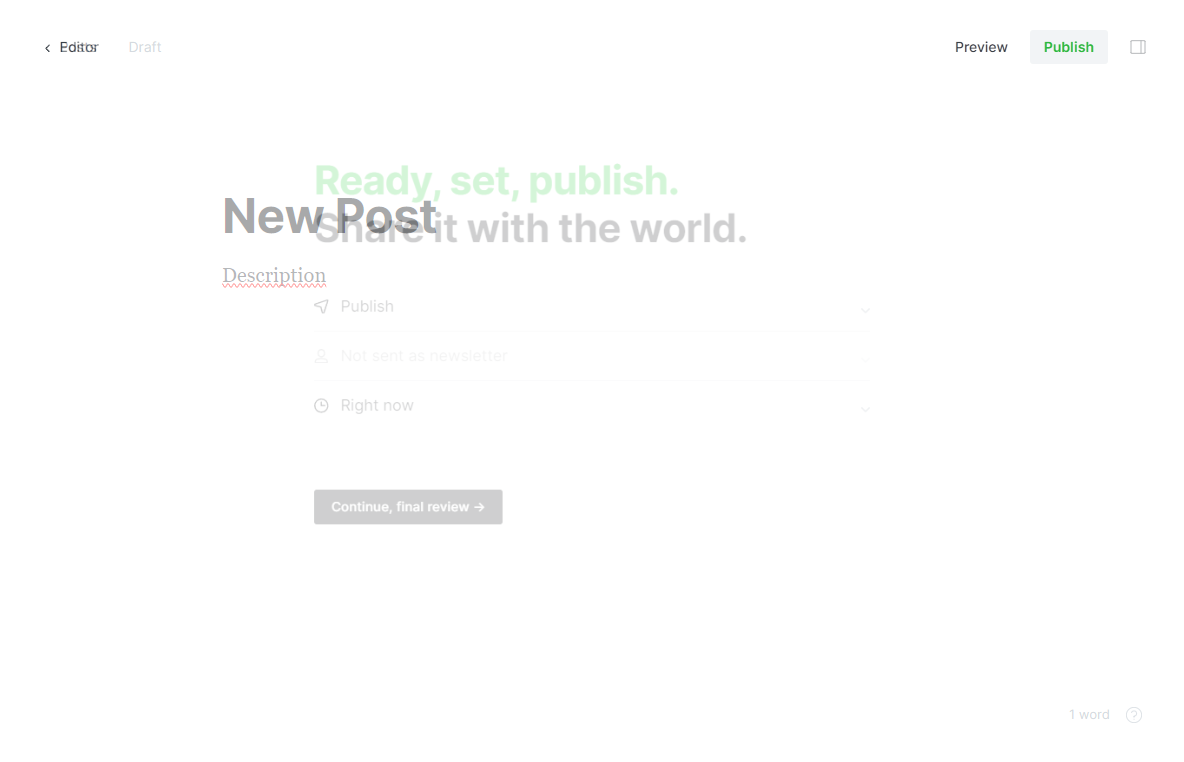 Editor
Draft
Preview
Publish
Ready, set, publish.
New Post
Share it with the world.
Description
Publish
Not sent as newsletter
Right now
Continue, final review →
1 word